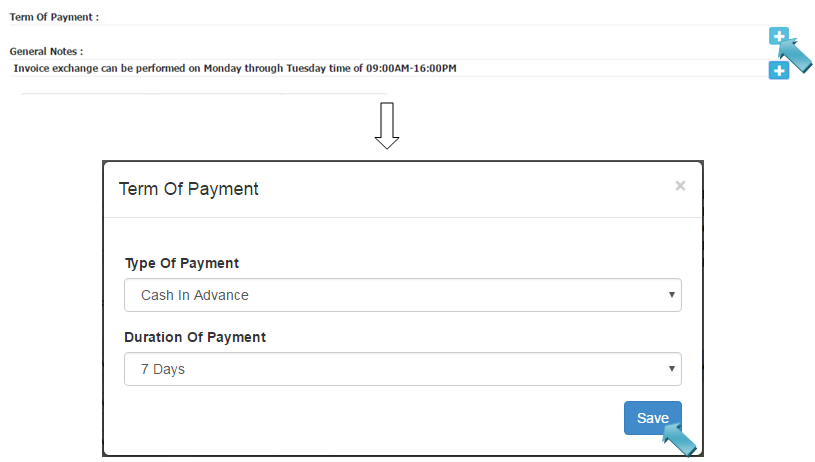 Term Of Payment :
General Notes :
Invoice exchange can be performed on Monday through Tuesday time of 09:00AM-16:00PM
Term Of Payment ×
Type Of Payment
Cash In Advance
Duration Of Payment
7 Days
Save